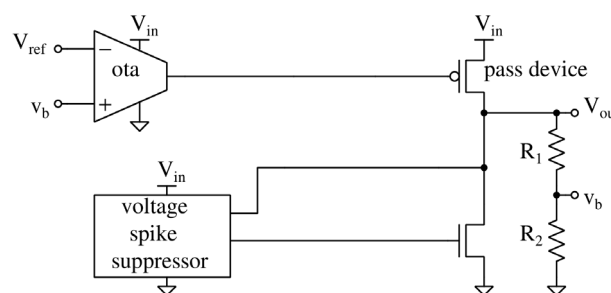 V_in
V_in
V_ref
−
ota
pass device
v_b
+
V_ou
R_1
V_in
v_b
voltage
spike
suppressor
R_2